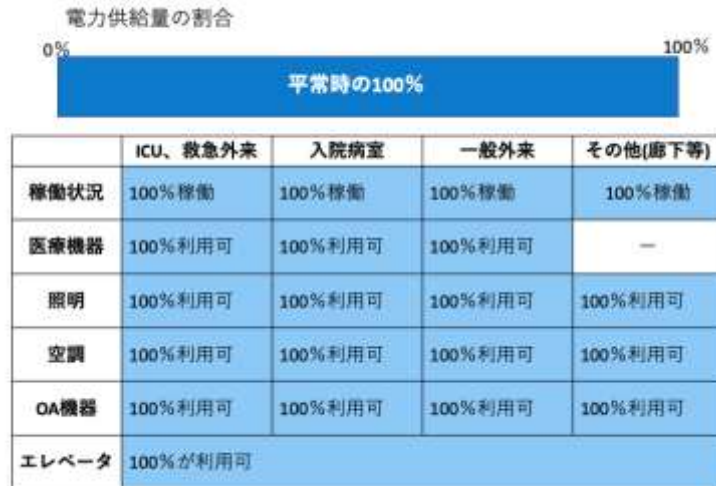 電力供給量の割合
0% 100%
平常時の100%
ICU、救急外来 入院病室 一般外来 その他(廊下等)
稼働状況 100%稼働 100%稼働 100%稼働 100%稼働
医療機器 100%利用可 100%利用可 100%利用可 ー
照明 100%利用可 100%利用可 100%利用可 100%利用可
空調 100%利用可 100%利用可 100%利用可 100%利用可
OA機器 100%利用可 100%利用可 100%利用可 100%利用可
エレベータ 100%が利用可